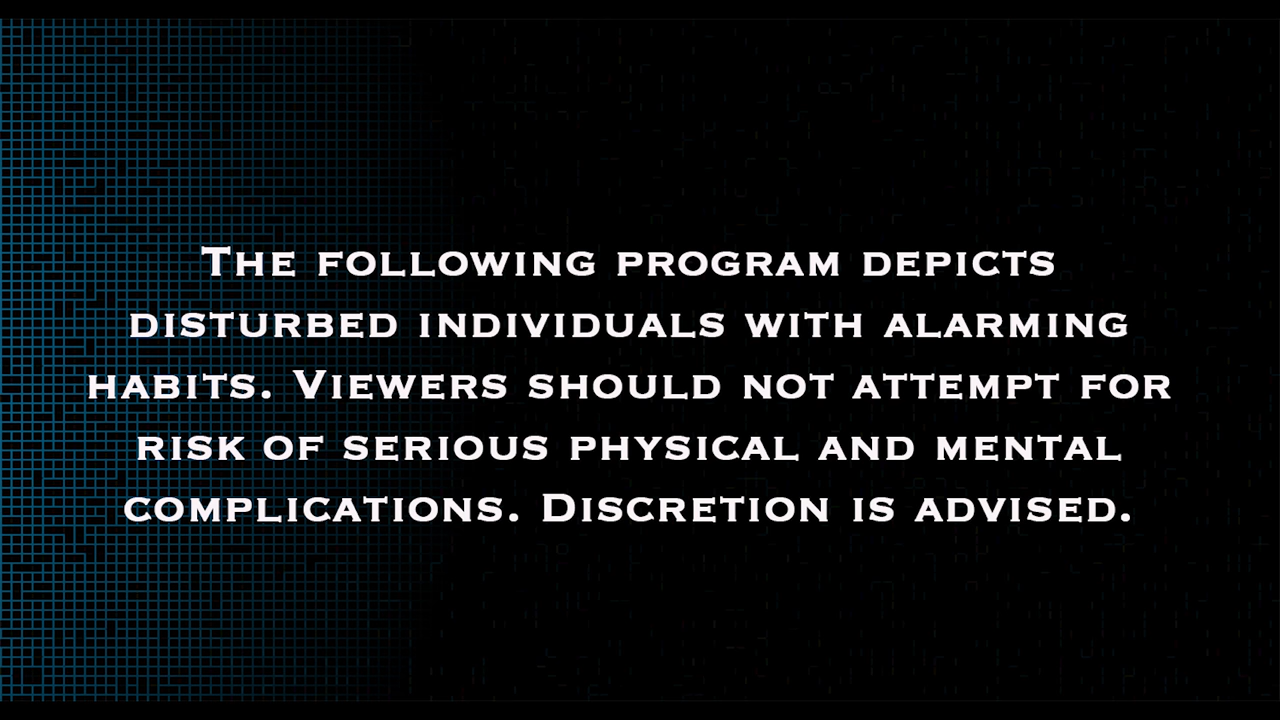 The following program depicts
disturbed individuals with alarming
habits. Viewers should not attempt for
risk of serious physical and mental
complications. Discretion is advised.